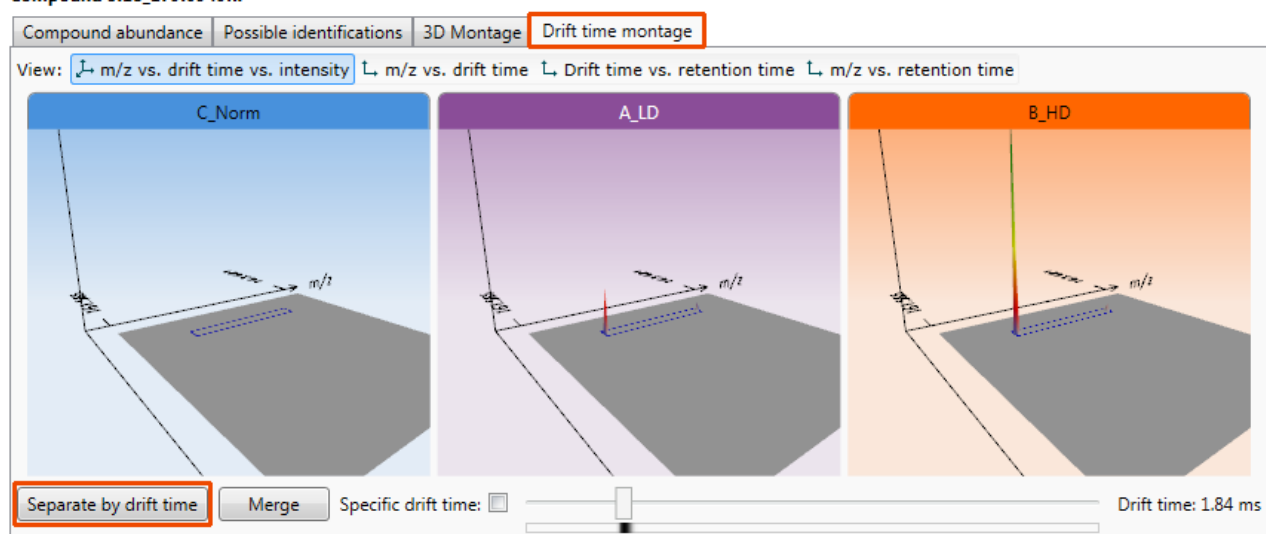 Compound abundance Possible identifications 3D Montage Drift time montage
View: m/z vs. drift time vs. intensity m/z vs. drift time Drift time vs. retention time m/z vs. retention time
C_Norm A_LD B_HD
m/z m/z m/z
Separate by drift time Merge Specific drift time: Drift time: 1.84 ms